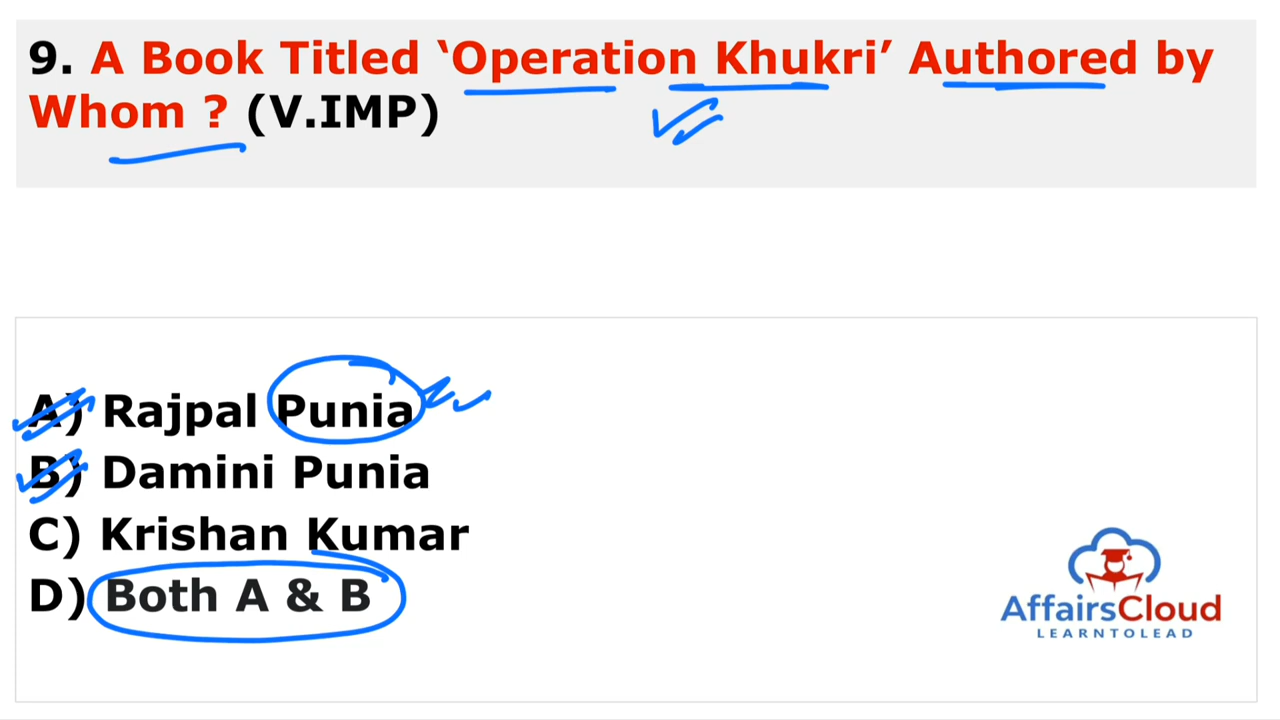 9. A Book Titled ‘Operation Khukri’ Authored by
Whom ? (V.IMP)
A) Rajpal Punia
B) Damini Punia
C) Krishan Kumar
D) Both A & B
AffairsCloud
LEARNTOLEAD